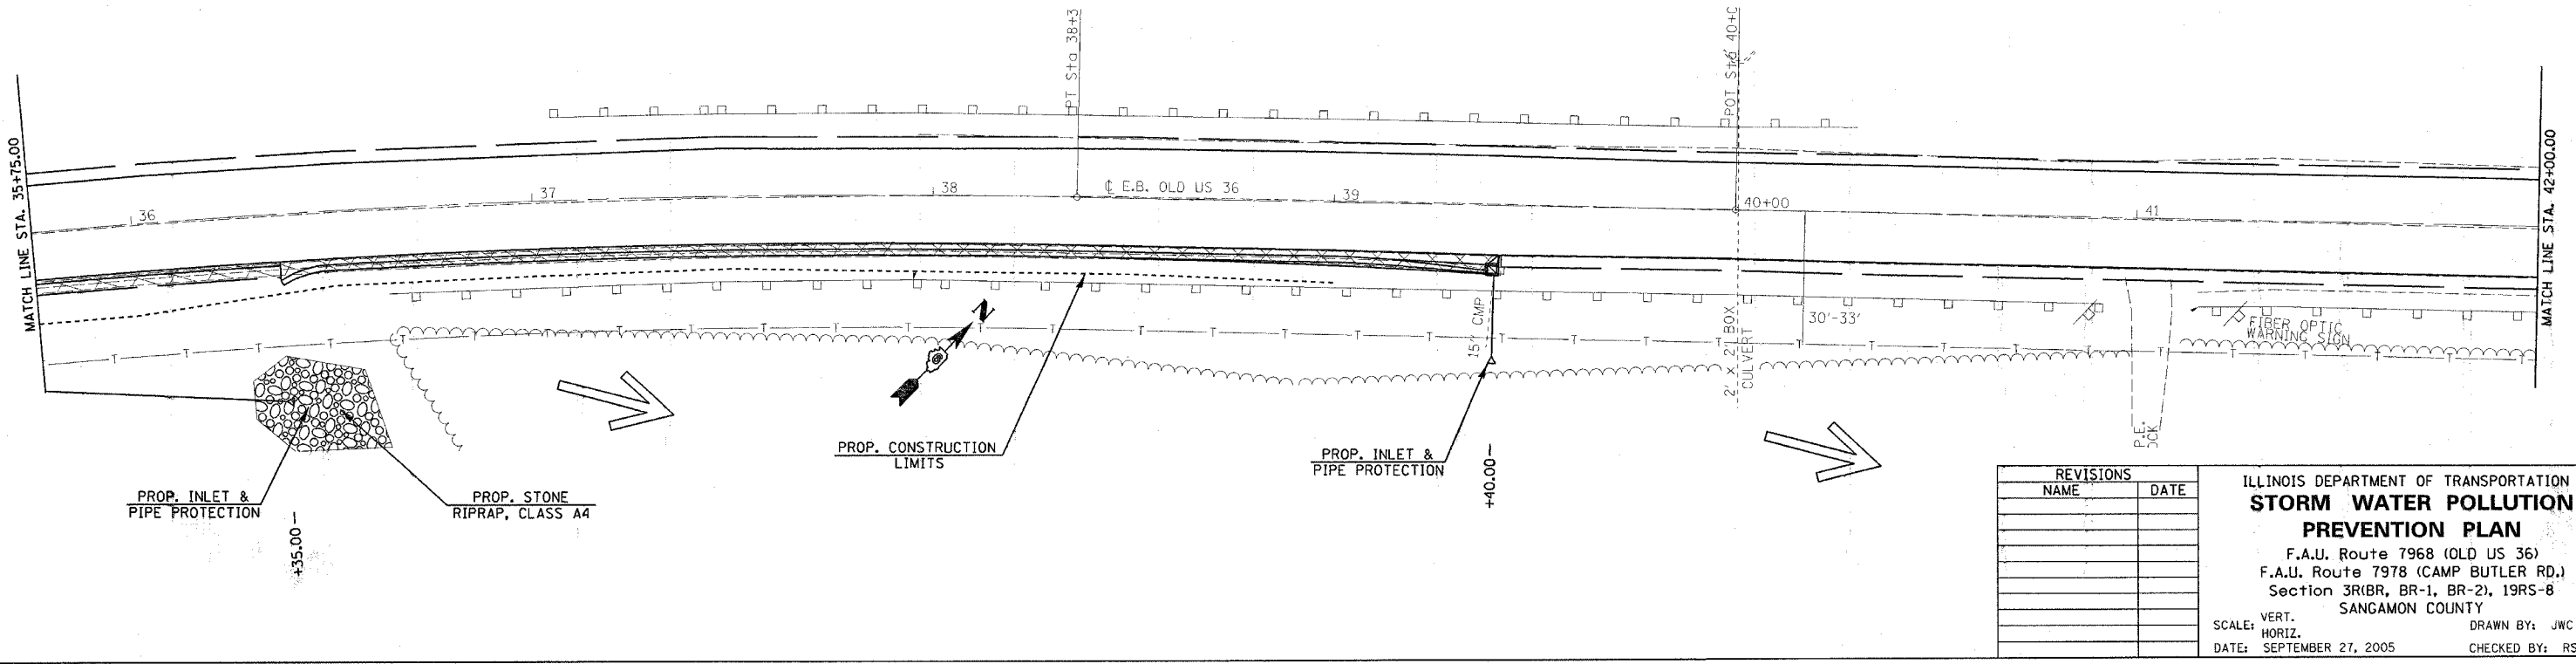 MATCH LINE STA. 35+75.00
PT Sta 38+3
POT Sta 40+0
MATCH LINE STA. 42+00.00
36
37
38
℄ E.B. OLD US 36
39
40+00
41
15" CMP
2' x 2' BOX
CULVERT
30'-33'
FIBER OPTIC
WARNING SIGN
T T T T T T T T T T T T T T T T
N
P.E.
PROP. CONSTRUCTION
LIMITS
PROP. INLET &
PIPE PROTECTION
+40.00
PROP. INLET &
PIPE PROTECTION
PROP. STONE
RIPRAP, CLASS A4
+35.00
REVISIONS
NAME DATE
ILLINOIS DEPARTMENT OF TRANSPORTATION
STORM WATER POLLUTION
PREVENTION PLAN
F.A.U. Route 7968 (OLD US 36)
F.A.U. Route 7978 (CAMP BUTLER RD.)
Section 3R(BR, BR-1, BR-2), 19RS-8
SANGAMON COUNTY
SCALE: VERT.
HORIZ.
DRAWN BY: JWC
DATE: SEPTEMBER 27, 2005 CHECKED BY: